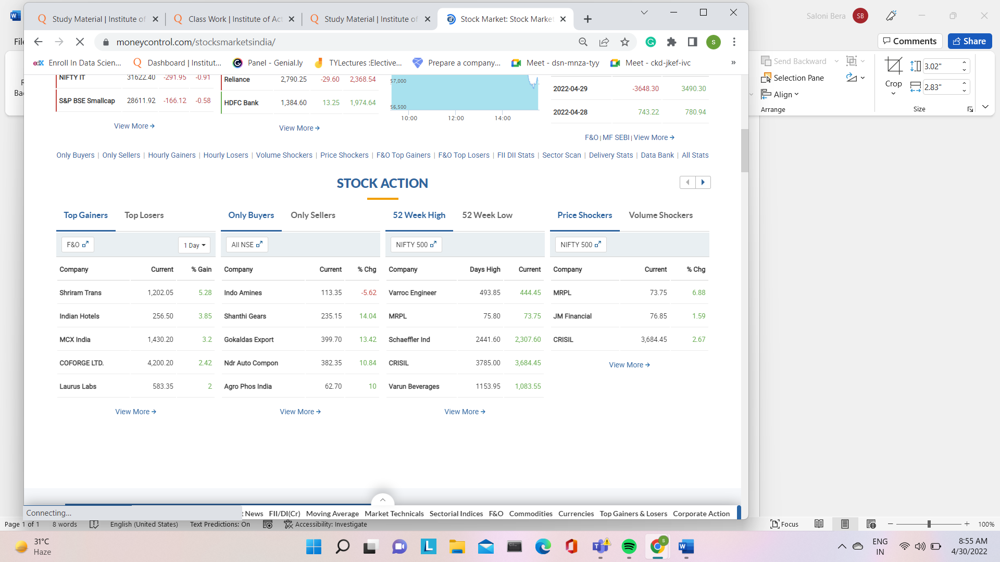 Study Material | Institute of
Class Work | Institute of Act
Study Material | Institute of
Stock Market: Stock Market
Saloni Bera
SB
moneycontrol.com/stocksmarketsindia/
s
Comments
Share
Enroll In Data Scien...
Dashboard | Institut...
Panel - Genial.ly
TYLectures :Elective...
Prepare a company...
Meet - dsn-mnza-tyy
Meet - ckd-jkef-ivc
»
Send Backward
Selection Pane
Align
Arrange
Crop
3.02"
2.83"
Size
NIFTY IT 31622.40 -291.95 -0.91
S&P BSE Smallcap 28611.92 -166.12 -0.58
View More
Reliance 2,790.25 -29.60 2,368.54
HDFC Bank 1,384.60 13.25 1,974.64
View More
57,000
56,500
10:00 12:00 14:00
2022-04-29 -3648.30 3490.30
2022-04-28 743.22 780.94
F&O | MF SEBI | View More
Only Buyers | Only Sellers | Hourly Gainers | Hourly Losers | Volume Shockers | Price Shockers | F&O Top Gainers | F&O Top Losers | FII DII Stats | Sector Scan | Delivery Stats | Data Bank | All Stats
STOCK ACTION
Top Gainers Top Losers
F&O 1 Day
Company Current % Gain
Shriram Trans 1,202.05 5.28
Indian Hotels 256.50 3.85
MCX India 1,430.20 3.2
COFORGE LTD. 4,200.20 2.42
Laurus Labs 583.35 2
View More
Only Buyers Only Sellers
All NSE
Company Current % Chg
Indo Amines 113.35 -5.62
Shanthi Gears 235.15 14.04
Gokaldas Export 399.70 13.42
Ndr Auto Compon 382.35 10.84
Agro Phos India 62.70 10
View More
52 Week High 52 Week Low
NIFTY 500
Company Days High Current
Varroc Engineer 493.85 444.45
MRPL 75.80 73.75
Schaeffler Ind 2441.60 2,307.60
CRISIL 3785.00 3,684.45
Varun Beverages 1153.95 1,083.55
View More
Price Shockers Volume Shockers
NIFTY 500
Company Current % Chg
MRPL 73.75 6.88
JM Financial 76.85 1.59
CRISIL 3,684.45 2.67
View More
Connecting...
News FII/DI(Cr) Moving Average Market Technicals Sectorial Indices F&O Commodities Currencies Top Gainers & Losers Corporate Action
Page 1 of 1 8 words English (United States) Text Predictions: On Accessibility: Investigate Focus 100%
31°C
Haze
ENG
IN
8:55 AM
4/30/2022